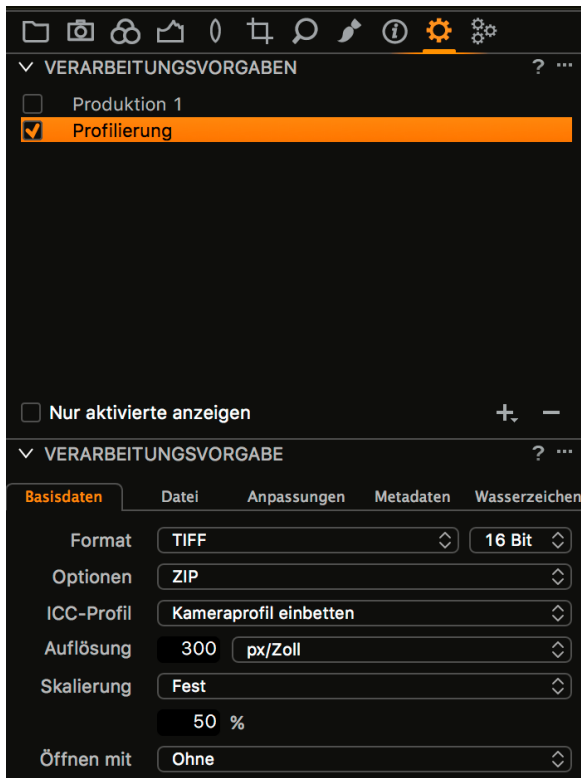 VERARBEITUNGSVORGABEN ? ...
Produktion 1
Profilierung
Nur aktivierte anzeigen + −
VERARBEITUNGSVORGABE ? ...
Basisdaten Datei Anpassungen Metadaten Wasserzeichen
Format TIFF 16 Bit
Optionen ZIP
ICC-Profil Kameraprofil einbetten
Auflösung 300 px/Zoll
Skalierung Fest
50 %
Öffnen mit Ohne